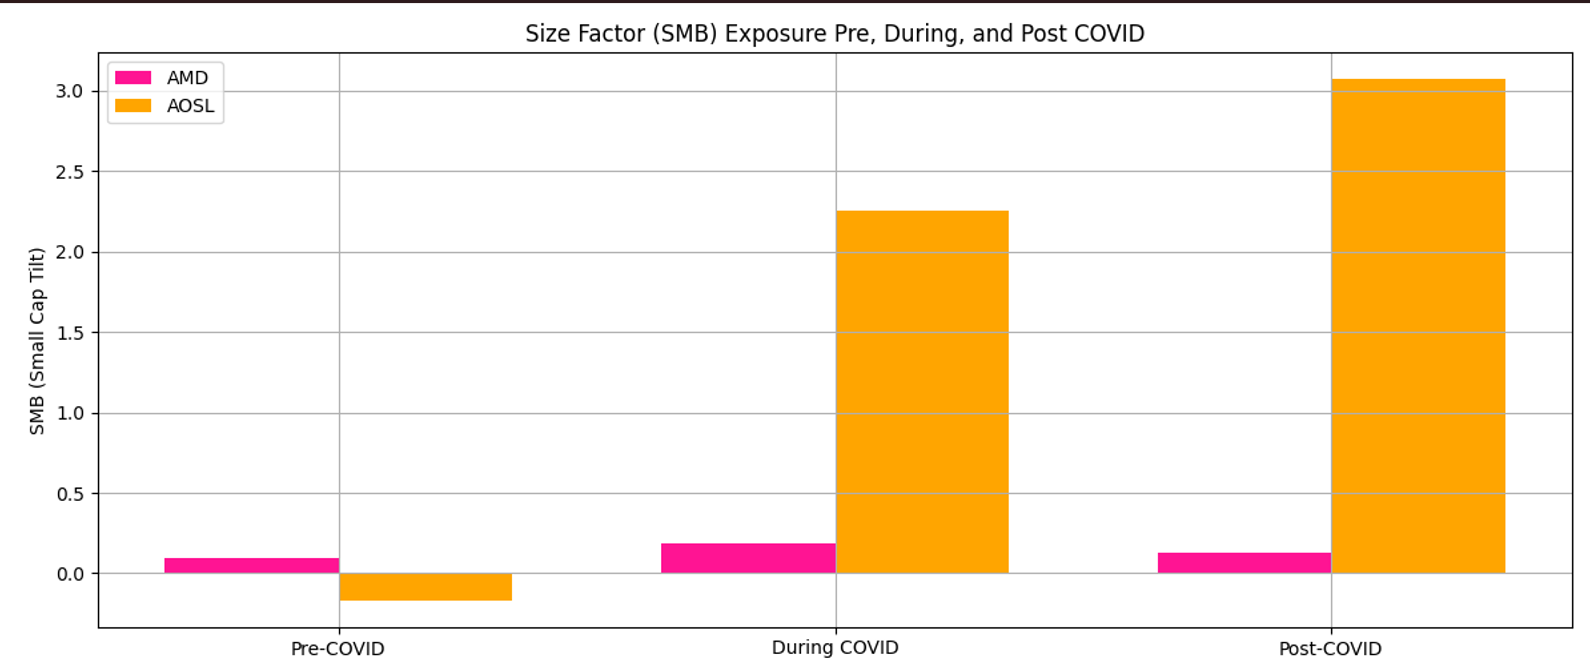 Size Factor (SMB) Exposure Pre, During, and Post COVID
AMD
AOSL
SMB (Small Cap Tilt)
3.0
2.5
2.0
1.5
1.0
0.5
0.0
Pre-COVID
During COVID
Post-COVID